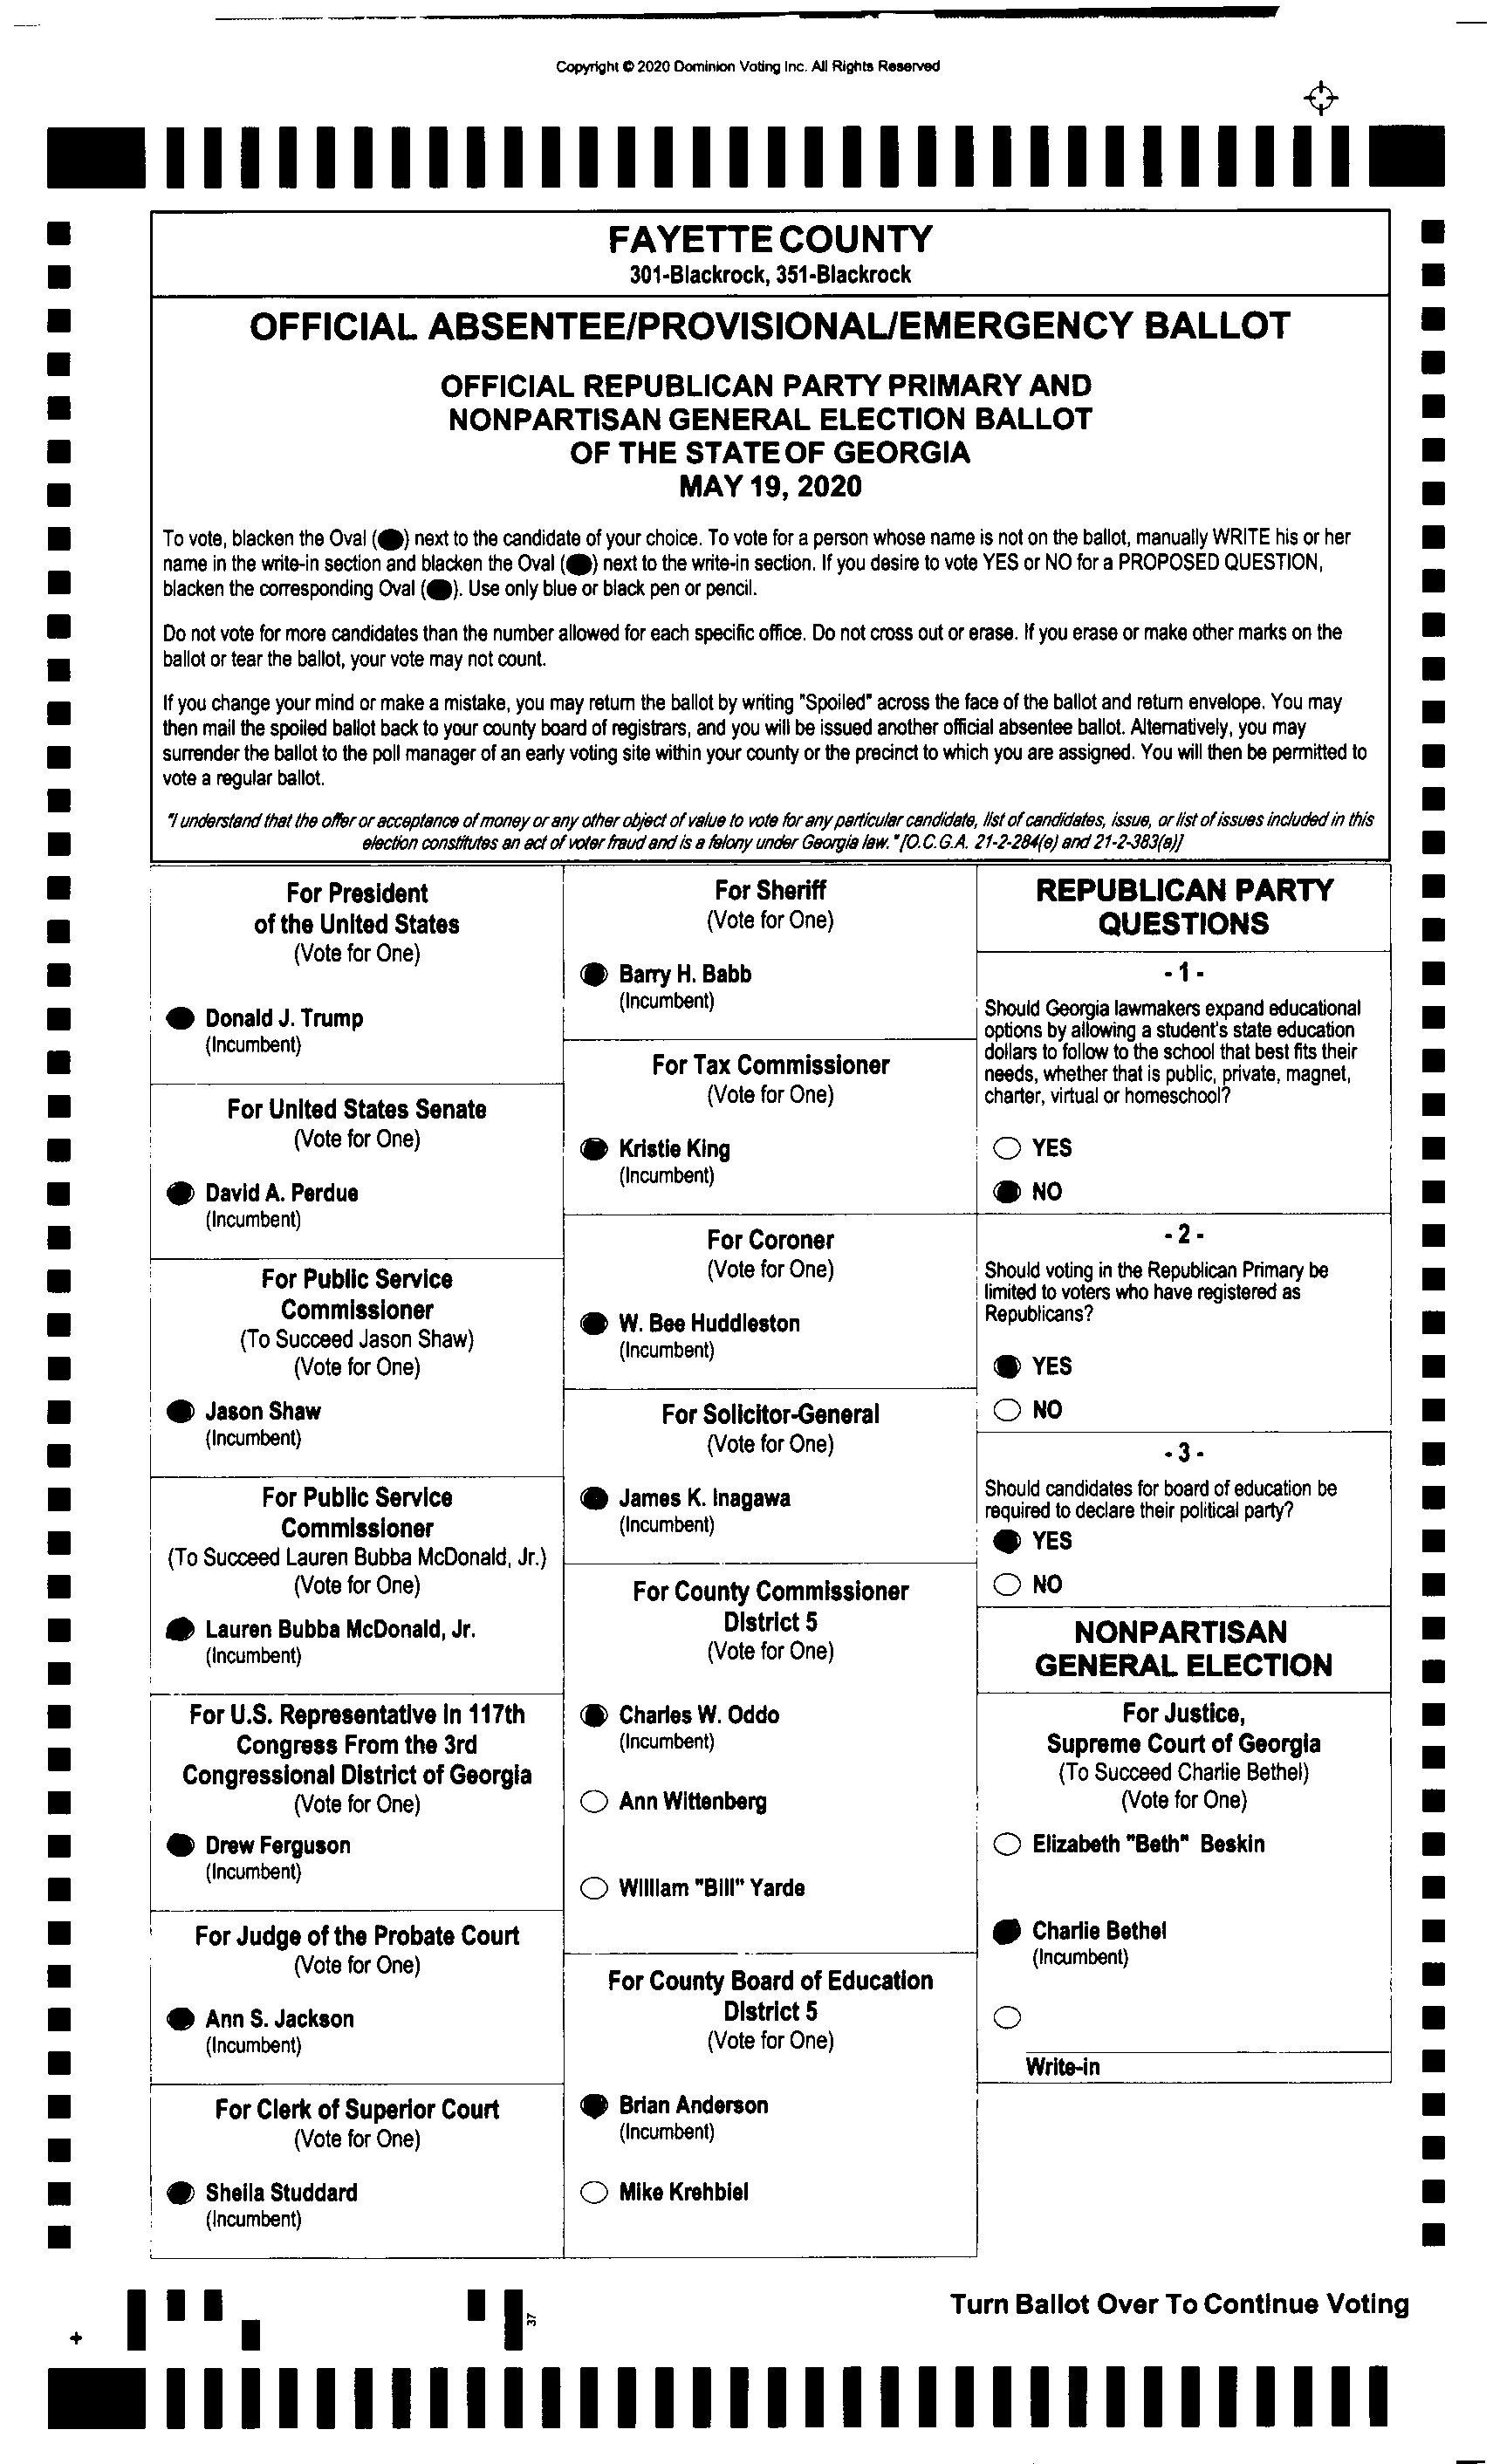 Copyright © 2020 Dominion Voting Inc. All Rights Reserved
FAYETTE COUNTY
301-Blackrock, 351-Blackrock
OFFICIAL ABSENTEE/PROVISIONAL/EMERGENCY BALLOT
OFFICIAL REPUBLICAN PARTY PRIMARY AND
NONPARTISAN GENERAL ELECTION BALLOT
OF THE STATE OF GEORGIA
MAY 19, 2020
To vote, blacken the Oval (●) next to the candidate of your choice. To vote for a person whose name is not on the ballot, manually WRITE his or her
name in the write-in section and blacken the Oval (●) next to the write-in section. If you desire to vote YES or NO for a PROPOSED QUESTION,
blacken the corresponding Oval (●). Use only blue or black pen or pencil.
Do not vote for more candidates than the number allowed for each specific office. Do not cross out or erase. If you erase or make other marks on the
ballot or tear the ballot, your vote may not count.
If you change your mind or make a mistake, you may return the ballot by writing "Spoiled" across the face of the ballot and return envelope. You may
then mail the spoiled ballot back to your county board of registrars, and you will be issued another official absentee ballot. Alternatively, you may
surrender the ballot to the poll manager of an early voting site within your county or the precinct to which you are assigned. You will then be permitted to
vote a regular ballot.
"I understand that the offer or acceptance of money or any other object of value to vote for any particular candidate, list of candidates, issue, or list of issues included in this
election constitutes an act of voter fraud and is a felony under Georgia law." [O.C.G.A. 21-2-284(e) and 21-2-383(a)]
For President
of the United States
(Vote for One)
Donald J. Trump
(Incumbent)
For United States Senate
(Vote for One)
David A. Perdue
(Incumbent)
For Public Service
Commissioner
(To Succeed Jason Shaw)
(Vote for One)
Jason Shaw
(Incumbent)
For Public Service
Commissioner
(To Succeed Lauren Bubba McDonald, Jr.)
(Vote for One)
Lauren Bubba McDonald, Jr.
(Incumbent)
For U.S. Representative in 117th
Congress From the 3rd
Congressional District of Georgia
(Vote for One)
Drew Ferguson
(Incumbent)
For Judge of the Probate Court
(Vote for One)
Ann S. Jackson
(Incumbent)
For Clerk of Superior Court
(Vote for One)
Sheila Studdard
(Incumbent)
For Sheriff
(Vote for One)
Barry H. Babb
(Incumbent)
For Tax Commissioner
(Vote for One)
Kristie King
(Incumbent)
For Coroner
(Vote for One)
W. Bee Huddleston
(Incumbent)
For Solicitor-General
(Vote for One)
James K. Inagawa
(Incumbent)
For County Commissioner
District 5
(Vote for One)
Charles W. Oddo
(Incumbent)
Ann Wittenberg
William "Bill" Yarde
For County Board of Education
District 5
(Vote for One)
Brian Anderson
(Incumbent)
Mike Krehbiel
REPUBLICAN PARTY
QUESTIONS
- 1 -
Should Georgia lawmakers expand educational
options by allowing a student's state education
dollars to follow to the school that best fits their
needs, whether that is public, private, magnet,
charter, virtual or homeschool?
YES
NO
- 2 -
Should voting in the Republican Primary be
limited to voters who have registered as
Republicans?
YES
NO
- 3 -
Should candidates for board of education be
required to declare their political party?
YES
NO
NONPARTISAN
GENERAL ELECTION
For Justice,
Supreme Court of Georgia
(To Succeed Charlie Bethel)
(Vote for One)
Elizabeth "Beth" Beskin
Charlie Bethel
(Incumbent)
Write-in
37
Turn Ballot Over To Continue Voting